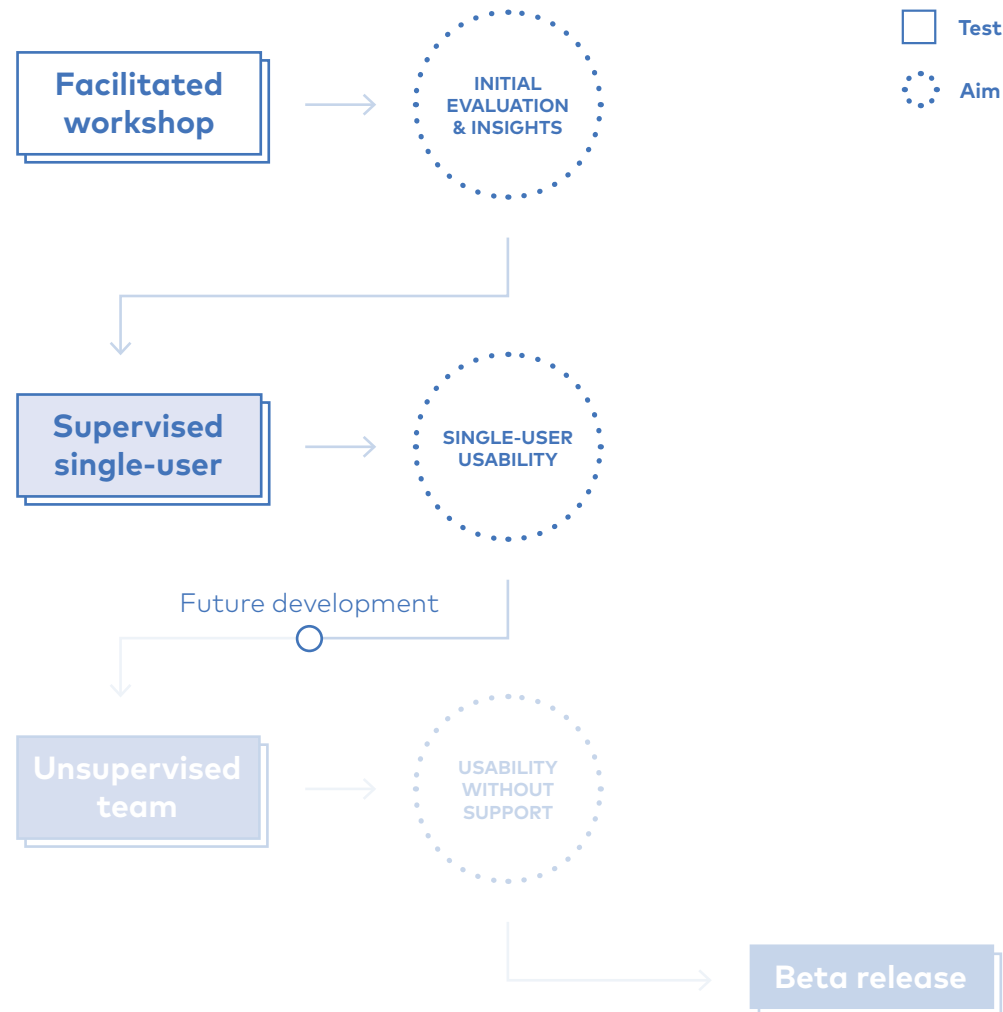 Facilitated
workshop
INITIAL
EVALUATION
& INSIGHTS
Test
Aim
Supervised
single-user
SINGLE-USER
USABILITY
Future development
Unsupervised
team
USABILITY
WITHOUT
SUPPORT
Beta release